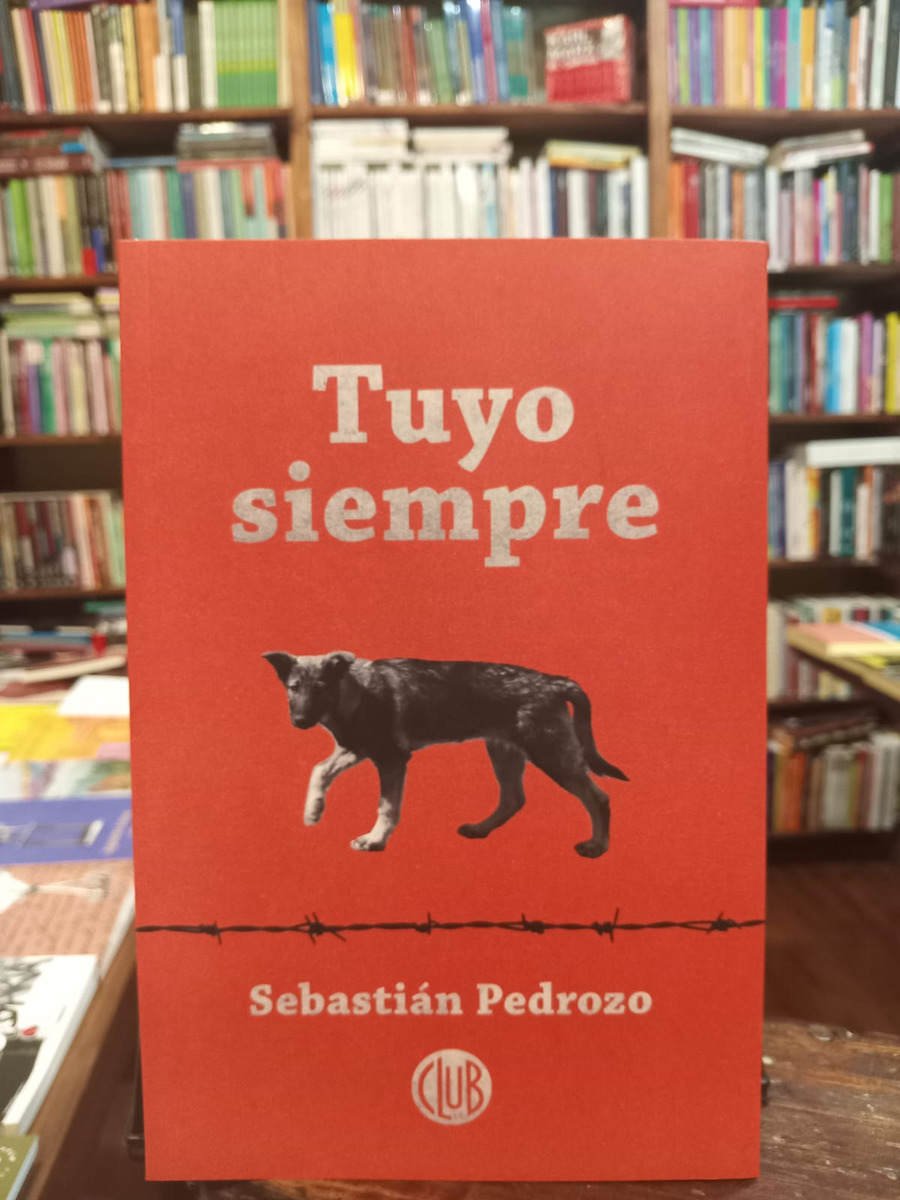 Tuyo
siempre
Sebastián Pedrozo
CLUB